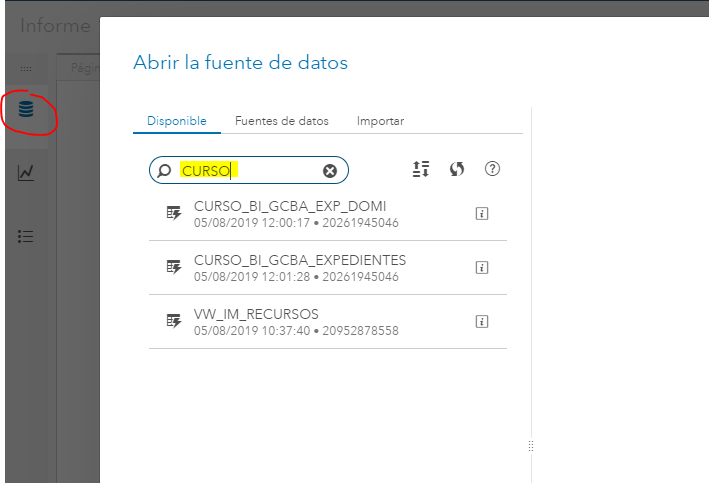 Informe
Págin
Abrir la fuente de datos
Disponible Fuentes de datos Importar
CURSO
CURSO_BI_GCBA_EXP_DOMI
05/08/2019 12:00:17 • 20261945046
CURSO_BI_GCBA_EXPEDIENTES
05/08/2019 12:01:28 • 20261945046
VW_IM_RECURSOS
05/08/2019 10:37:40 • 20952878558